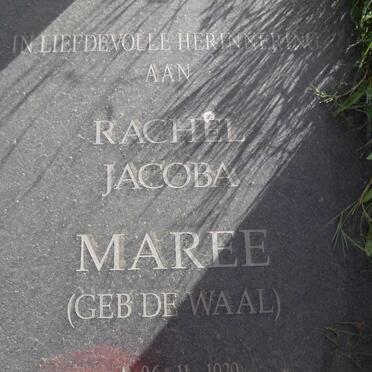 IN LIEFDEVOLLE HERINNERING
AAN
RACHEL
JACOBA
MAREE
(GEB DE WAAL)